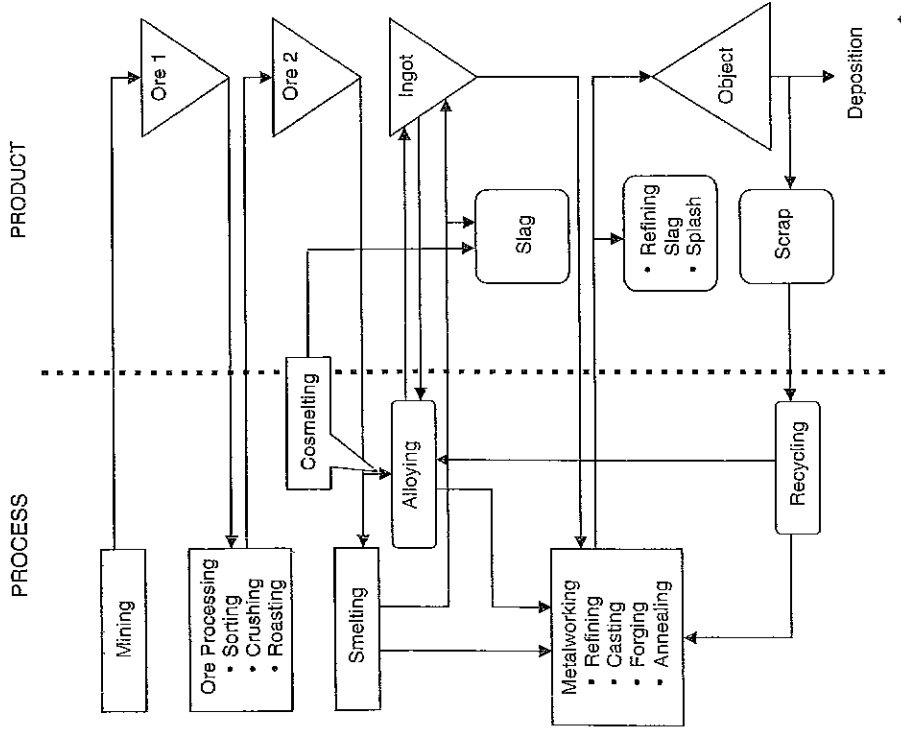 PROCESS
PRODUCT
Mining
Ore 1
Ore Processing
• Sorting
• Crushing
• Roasting
Ore 2
Cosmelting
Smelting
Alloying
Ingot
Slag
Metalworking
• Refining
• Casting
• Forging
• Annealing
• Refining
Slag
• Splash
Object
Recycling
Scrap
Deposition